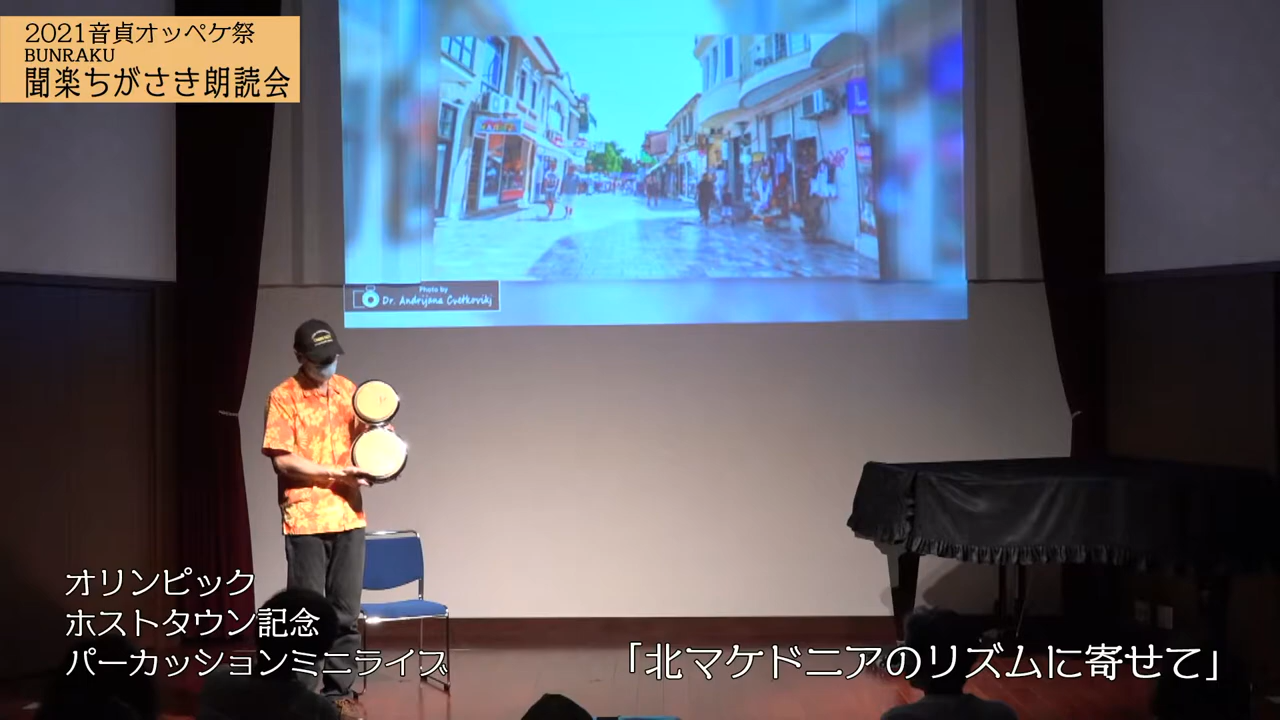 2021音貞オッペケ祭
BUNRAKU
聞楽ちがさき朗読会
Photo by
Dr. Andrijana Cvetkovikj
オリンピック
ホストタウン記念
パーカッションミニライブ
「北マケドニアのリズムに寄せて」